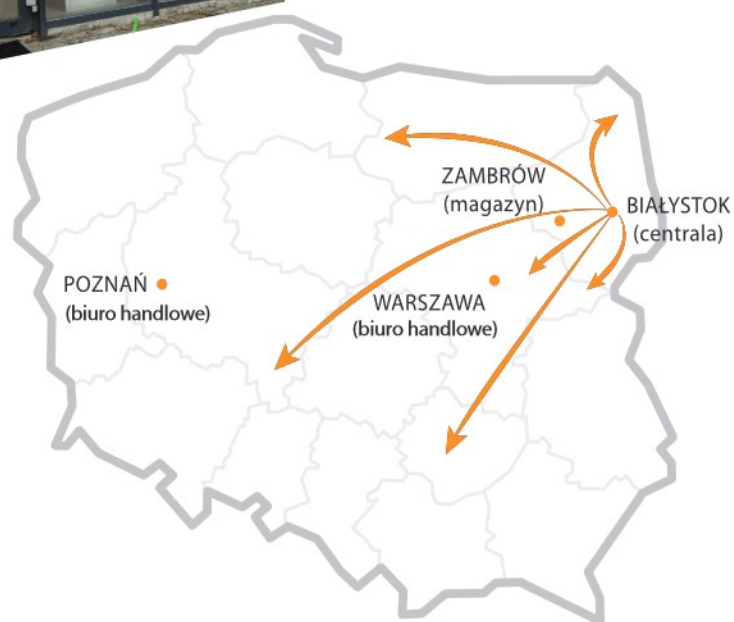 ZAMBRÓW
(magazyn)
BIAŁYSTOK
(centrala)
POZNAŃ
(biuro handlowe)
WARSZAWA
(biuro handlowe)